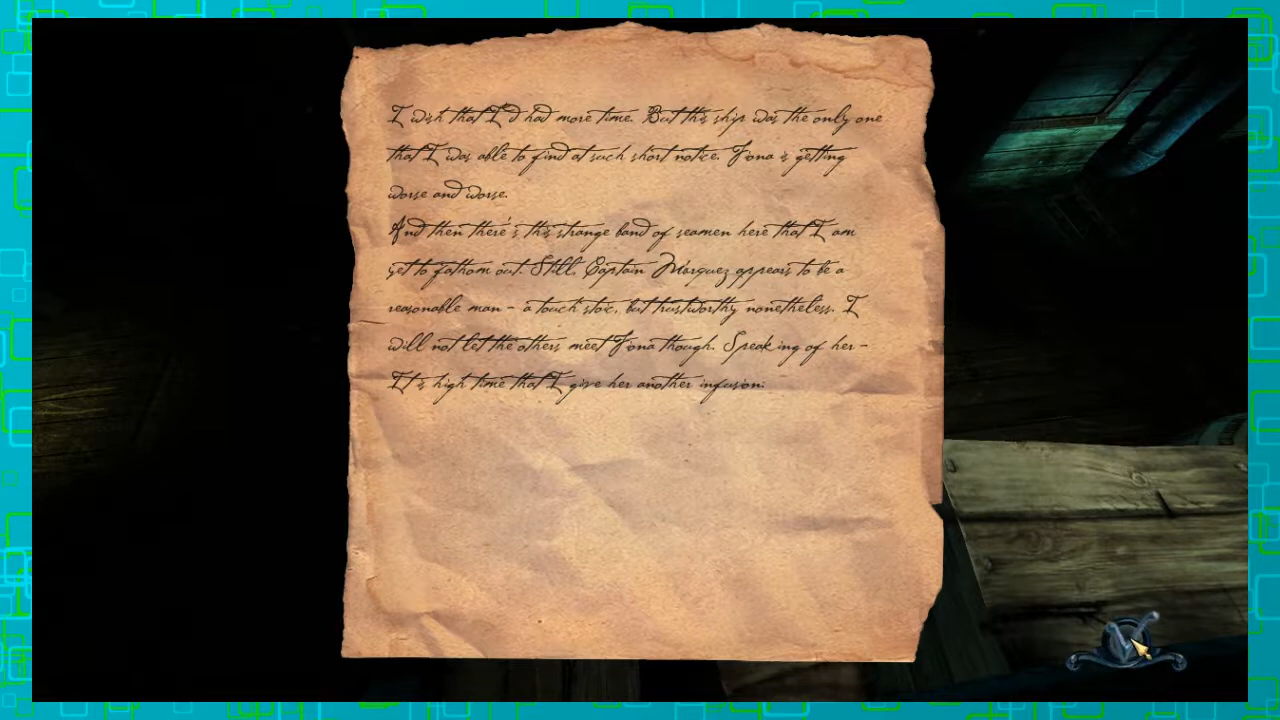 I wish that I'd had more time. But this ship was the only one
that I was able to find at such short notice. Fiona is getting
worse and worse.
And then there's this strange band of seamen here that I am
yet to fathom out. Still, Captain Marquez appears to be a
reasonable man - a touch stoic, but trustworthy nonetheless. I
will not let the others meet Fiona though. Speaking of her -
It's high time that I give her another infusion.